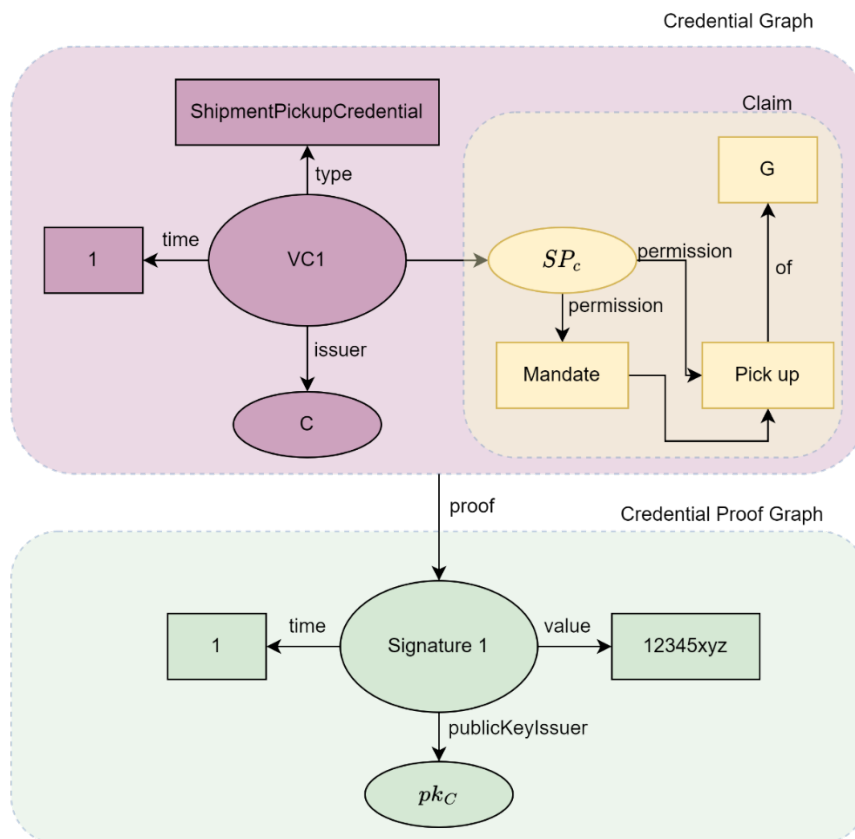 Credential Graph
Claim
ShipmentPickupCredential
G
type
time
1
VC1
SP_c
permission
of
permission
issuer
Mandate
Pick up
C
proof
Credential Proof Graph
time
value
1
Signature 1
12345xyz
publicKeyIssuer
pk_C